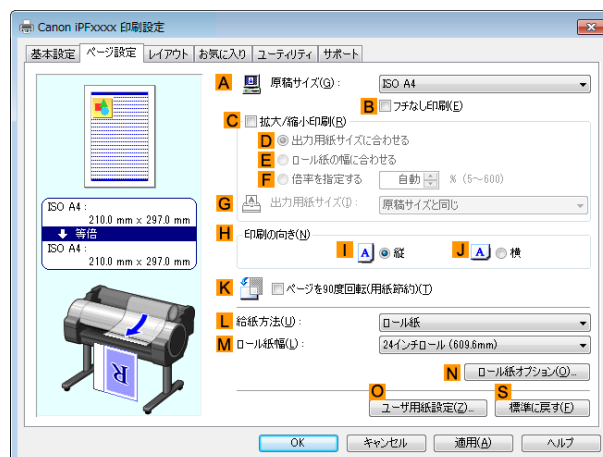 Canon iPFxxxx 印刷設定
基本設定 ページ設定 レイアウト お気に入り ユーティリティ サポート
A 原稿サイズ(G) : ISO A4
B フチなし印刷(E)
C 拡大/縮小印刷(R)
D 出力用紙サイズに合わせる
E ロール紙の幅に合わせる
F 倍率を指定する 自動 % (5～600)
G 出力用紙サイズ(I) : 原稿サイズと同じ
ISO A4 :
210.0 mm x 297.0 mm
等倍
ISO A4 :
210.0 mm x 297.0 mm
H 印刷の向き(N)
I A 縦 J A 横
K ページを90度回転(用紙節約)(T)
L 給紙方法(U) : ロール紙
M ロール紙幅(L) : 24インチロール (609.6mm)
N ロール紙オプション(O)...
O S
ユーザ用紙設定(Z)... 標準に戻す(F)
R
OK キャンセル 適用(A) ヘルプ